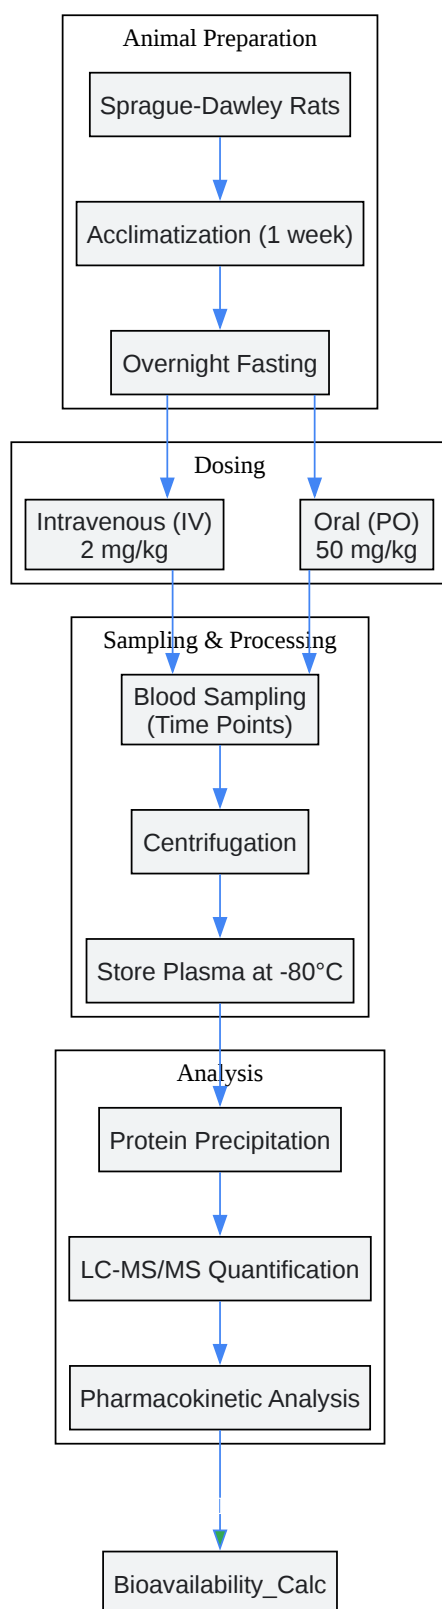 Animal Preparation
Sprague-Dawley Rats
Acclimatization (1 week)
Overnight Fasting
Dosing
Intravenous (IV)
2 mg/kg
Oral (PO)
50 mg/kg
Sampling & Processing
Blood Sampling
(Time Points)
Centrifugation
Store Plasma at -80°C
Analysis
Protein Precipitation
LC-MS/MS Quantification
Pharmacokinetic Analysis
Bioavailability_Calc